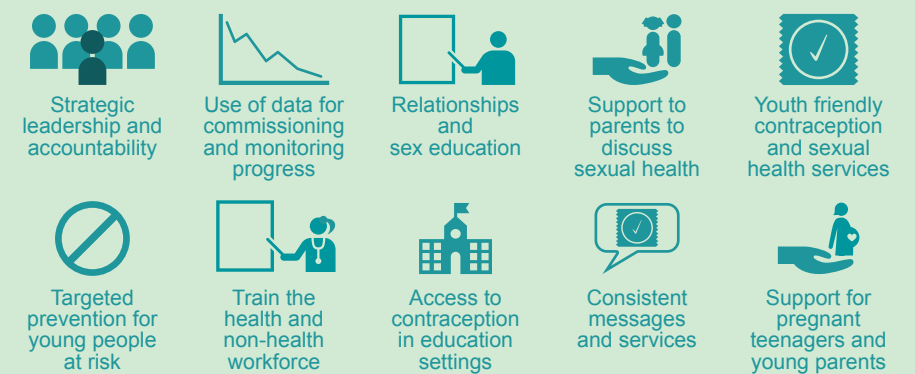 Strategic
leadership and
accountability
Use of data for
commissioning
and monitoring
progress
Relationships
and
sex education
Support to
parents to
discuss
sexual health
Youth friendly
contraception
and sexual
health services
Targeted
prevention for
young people
at risk
Train the
health and
non-health
workforce
Access to
contraception
in education
settings
Consistent
messages
and services
Support for
pregnant
teenagers and
young parents